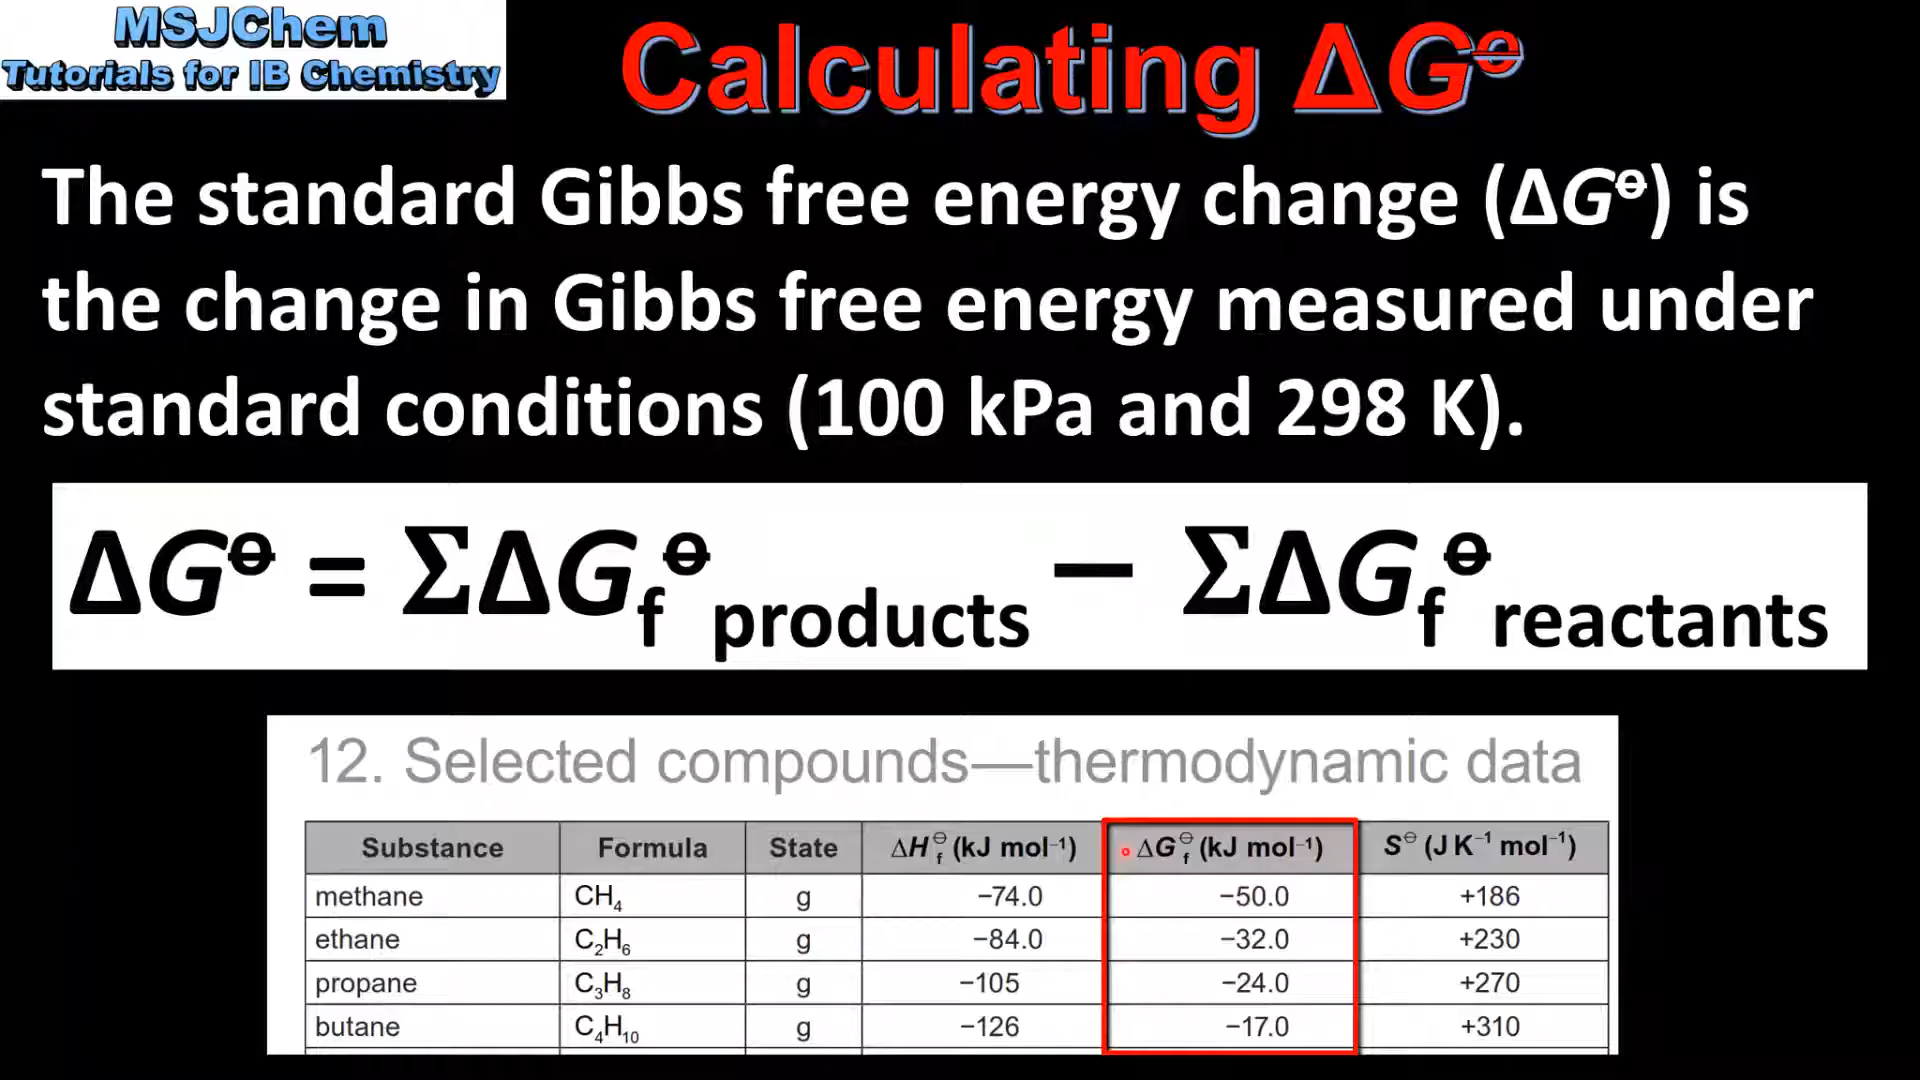 MSJChem
Tutorials for IB Chemistry
Calculating ΔG⦵
The standard Gibbs free energy change (ΔG⦵) is
the change in Gibbs free energy measured under
standard conditions (100 kPa and 298 K).
ΔG⦵ = ΣΔGf⦵products − ΣΔGf⦵reactants
12. Selected compounds—thermodynamic data
Substance Formula State ΔHf⦵ (kJ mol⁻¹) ΔGf⦵ (kJ mol⁻¹) S⦵ (J K⁻¹ mol⁻¹)
methane CH₄ g −74.0 −50.0 +186
ethane C₂H₆ g −84.0 −32.0 +230
propane C₃H₈ g −105 −24.0 +270
butane C₄H₁₀ g −126 −17.0 +310